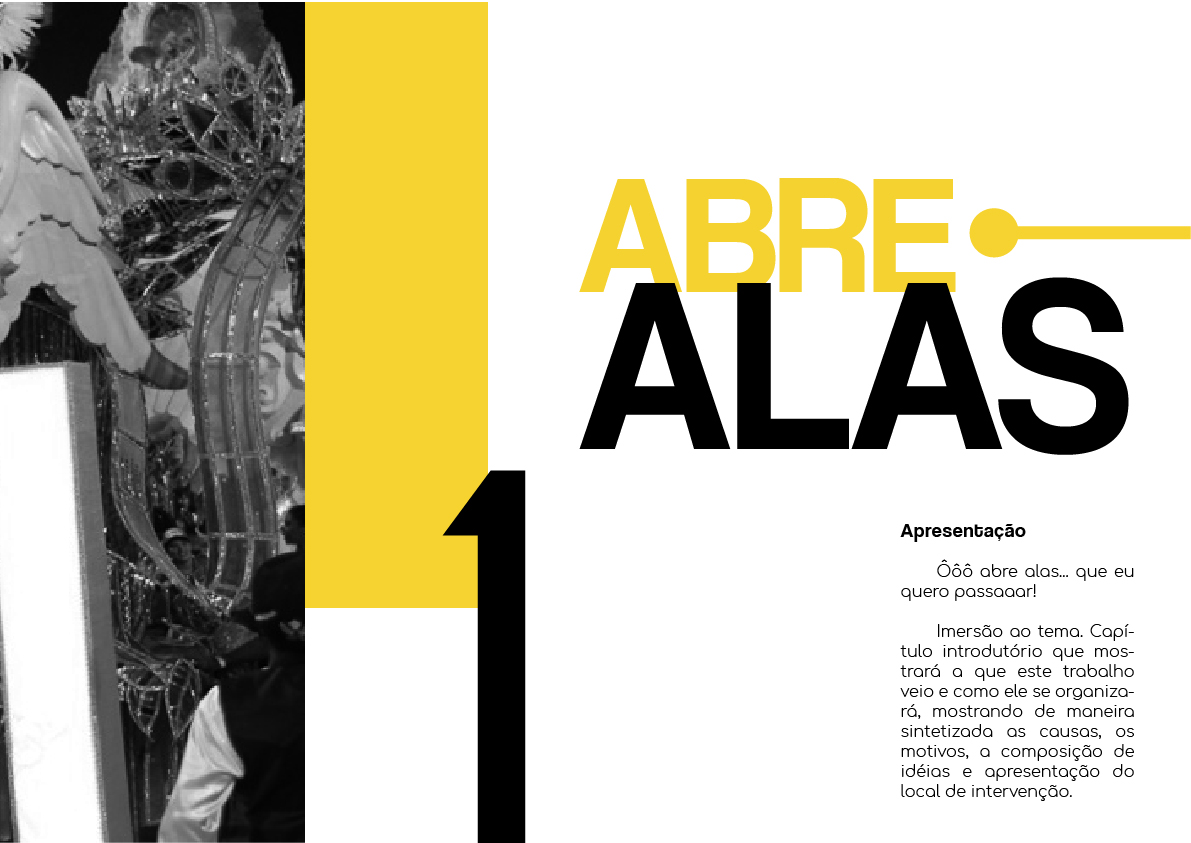 ABRE
ALAS
1
Apresentação
Ôôô abre alas... que eu
quero passaaar!
Imersão ao tema. Capí-
tulo introdutório que mos-
trará a que este trabalho
veio e como ele se organiza-
rá, mostrando de maneira
sintetizada as causas, os
motivos, a composição de
idéias e apresentação do
local de intervenção.